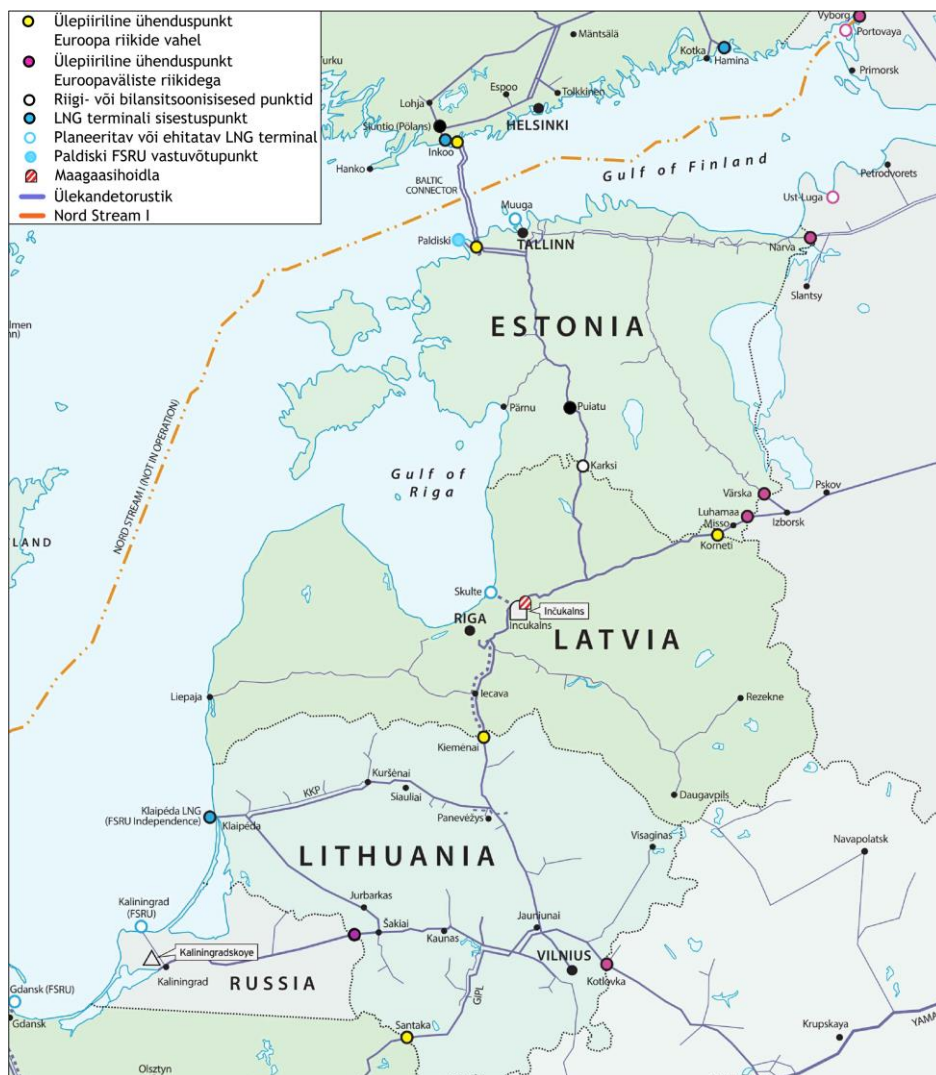 Ülepiiriline ühenduspunkt
Euroopa riikide vahel
Ülepiiriline ühenduspunkt
Euroopaväliste riikidega
Riigi- või bilansitsoonisisesed punktid
LNG terminali sisestuspunkt
Planeeritav või ehitatav LNG terminal
Paldiski FSRU vastuvõtupunkt
Maagaasihoidla
Ülekandetorustik
Nord Stream I
Vyborg
Portovaya
Primorsk
Mäntsälä
Kotka
Hamina
Turku
Espoo
Tolkkinen
Lohja
HELSINKI
Siuntio (Pölans)
Inkoo
Hanko
BALTIC
CONNECTOR
Gulf of Finland
Petrodvorets
Ust-Luga
Muuga
TALLINN
Paldiski
Narva
Slantsy
ESTONIA
Pärnu
Puiatu
NORD STREAM I (NOT IN OPERATION)
Gulf of
Riga
Karksi
Värska
Pskov
Luhamaa
Misso
Izborsk
Korneti
LAND
Skulte
RIGA
Incukalns
Inčukalns
LATVIA
Iecava
Liepaja
Rezekne
Kiemėnai
Daugavpils
Kuršėnai
KKP
Siauliai
Klaipėda LNG
(FSRU Independence)
Klaipėda
Panevėžys
LITHUANIA
Visaginas
Navapolatsk
Jurbarkas
Kaliningrad
(FSRU)
Šakiai
Kaunas
Jauniunai
VILNIUS
Kaliningradskoye
Kaliningrad
RUSSIA
Kotlovka
GIPL
Gdansk (FSRU)
Gdansk
Santaka
Krupskaya
YAMA
Olsztyn